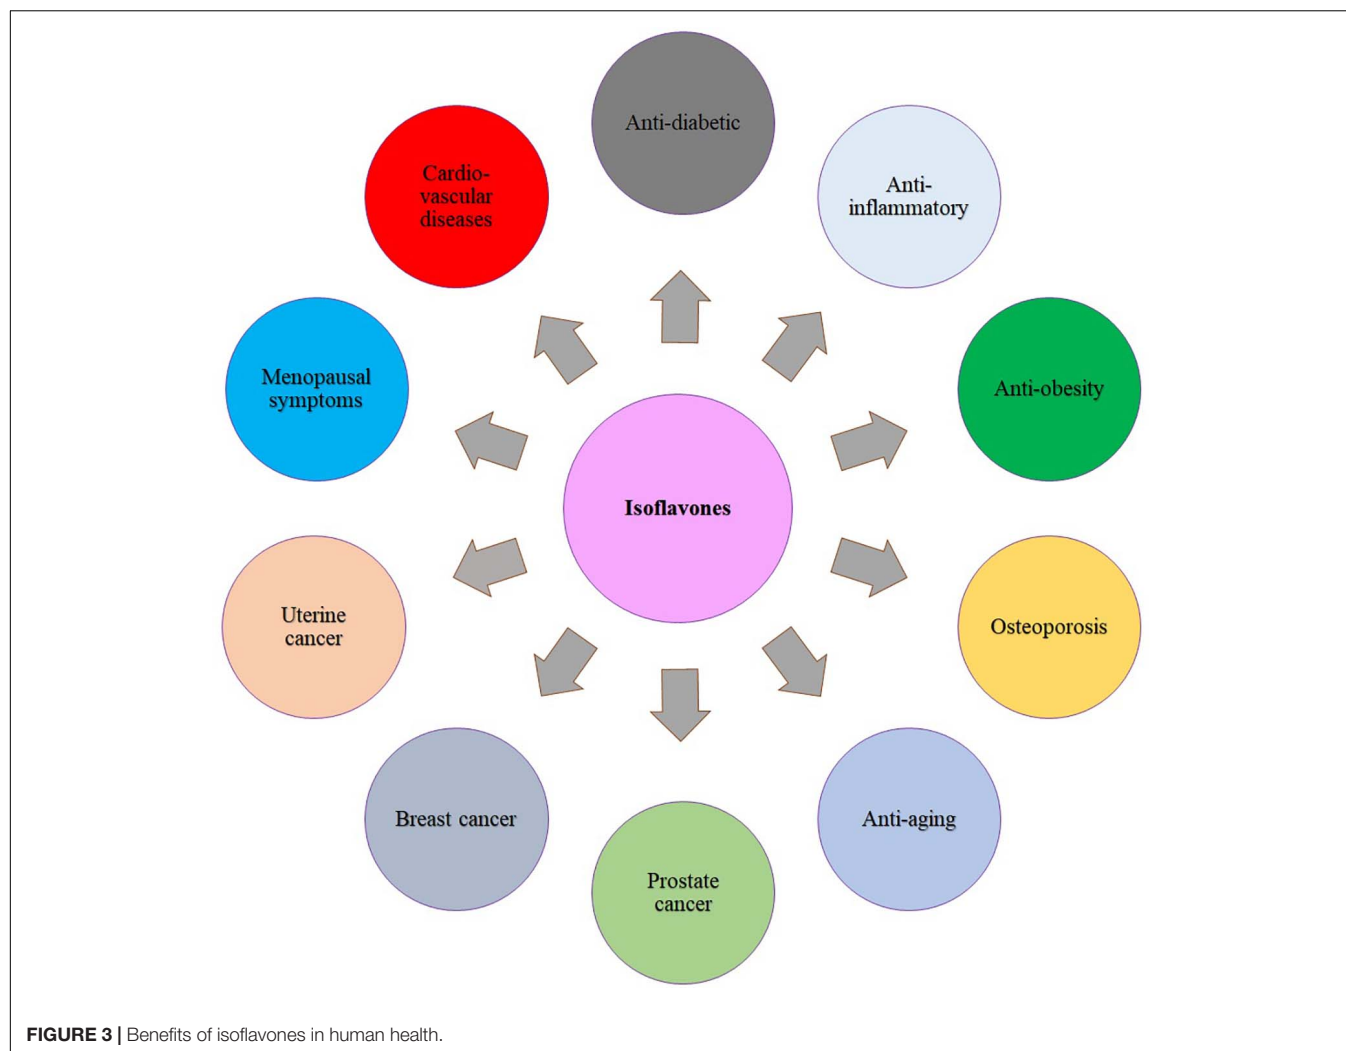 Anti-diabetic
Anti-
inflammatory
Anti-obesity
Osteoporosis
Anti-aging
Prostate
cancer
Breast cancer
Uterine
cancer
Menopausal
symptoms
Cardio-
vascular
diseases
Isoflavones
FIGURE 3 | Benefits of isoflavones in human health.